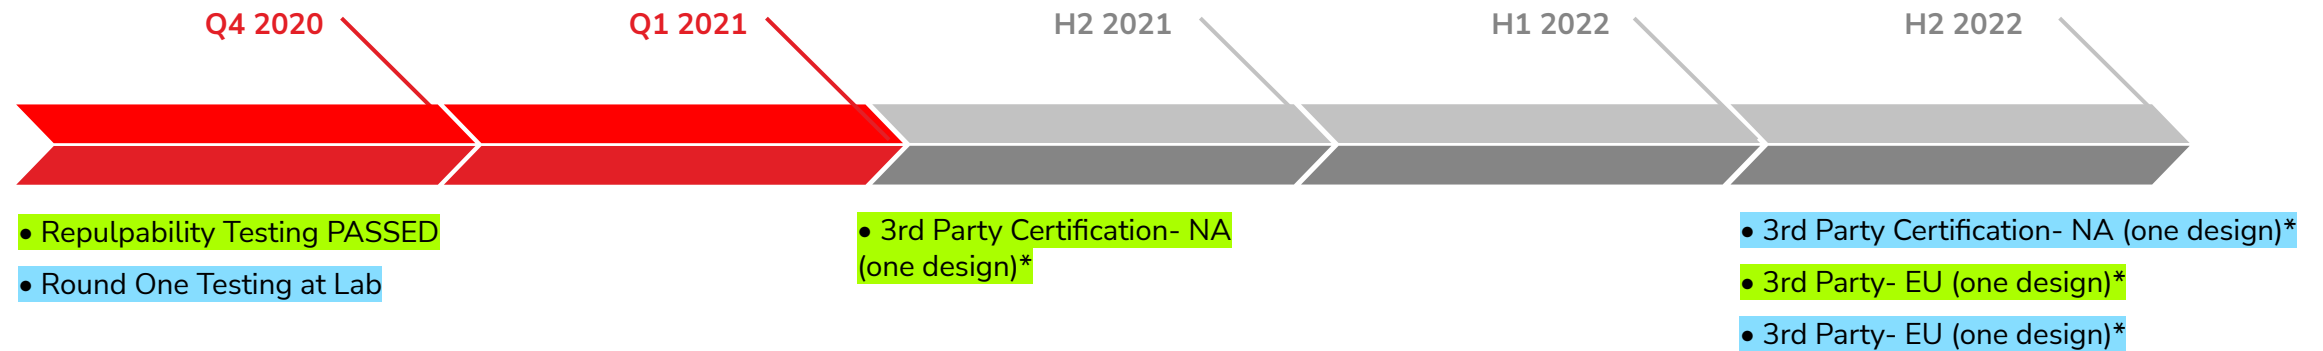 Q4 2020
Q1 2021
H2 2021
H1 2022
H2 2022
• Repulpability Testing PASSED
• Round One Testing at Lab
• 3rd Party Certification- NA
(one design)*
• 3rd Party Certification- NA (one design)*
• 3rd Party- EU (one design)*
• 3rd Party- EU (one design)*